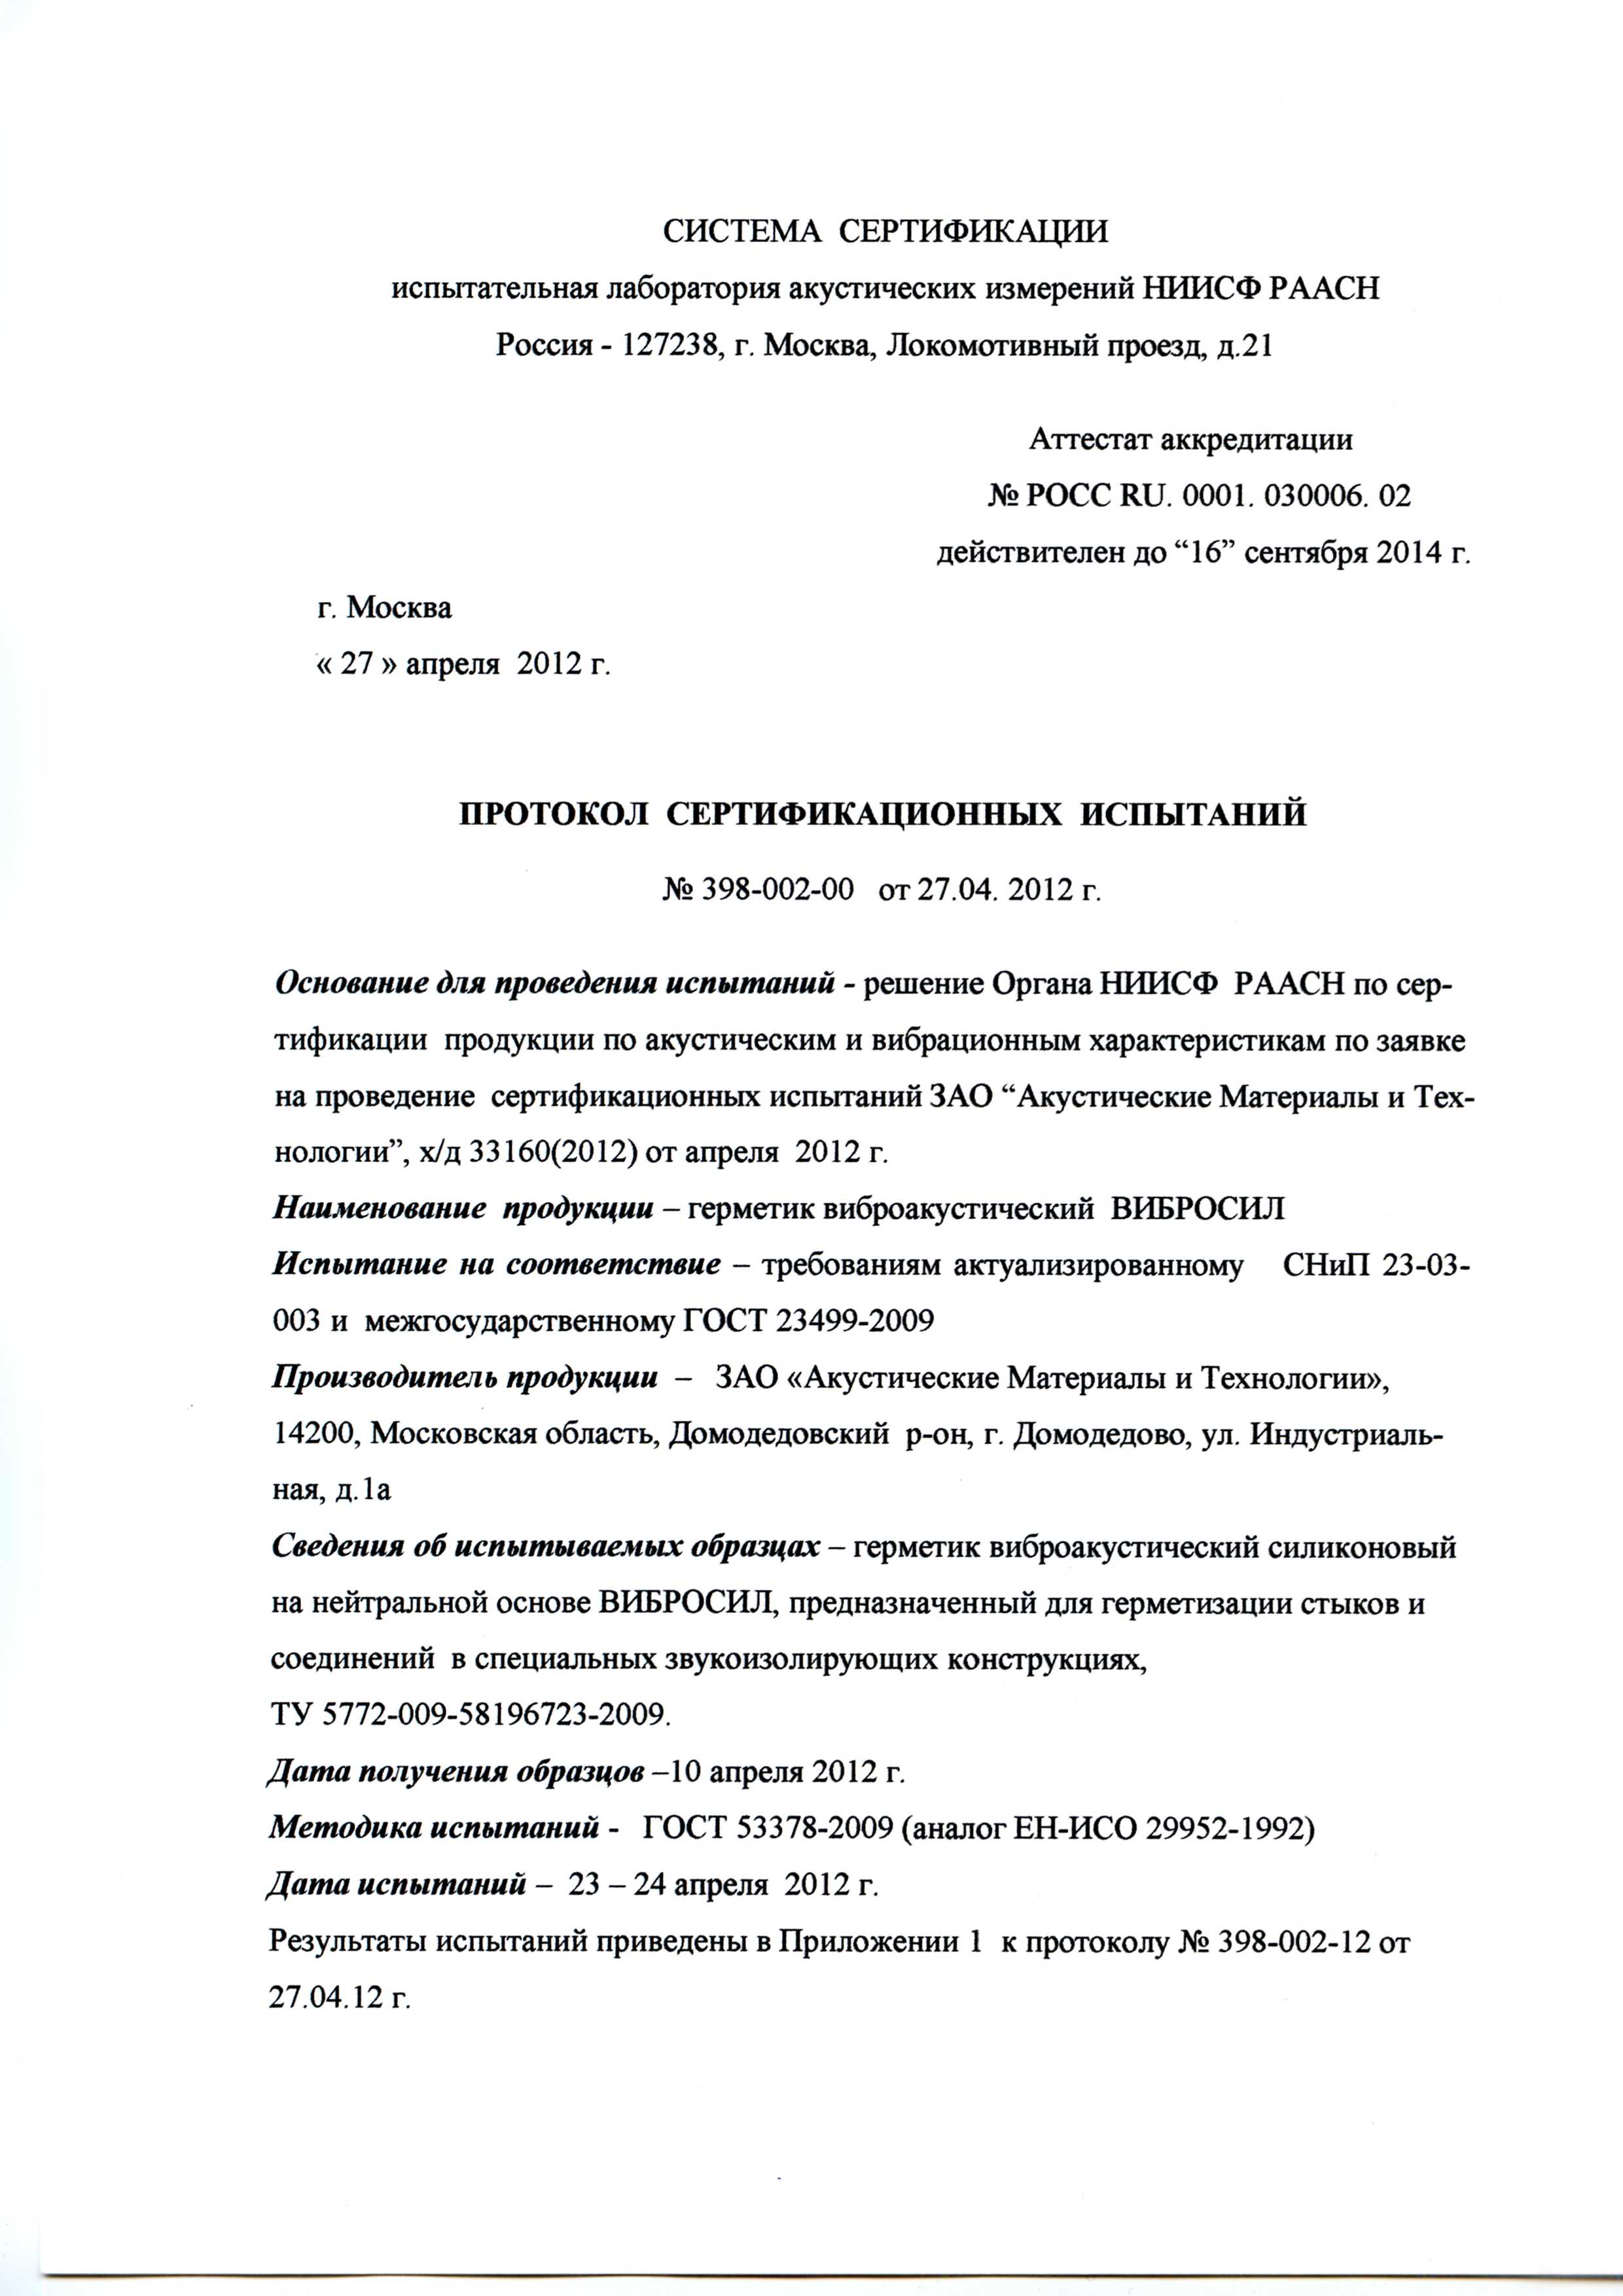 СИСТЕМА СЕРТИФИКАЦИИ
испытательная лаборатория акустических измерений НИИСФ РААСН
Россия - 127238, г. Москва, Локомотивный проезд, д.21
Аттестат аккредитации
№ РОСС RU. 0001. 030006. 02
действителен до “16” сентября 2014 г.
г. Москва
« 27 » апреля 2012 г.
ПРОТОКОЛ СЕРТИФИКАЦИОННЫХ ИСПЫТАНИЙ
№ 398-002-00 от 27.04. 2012 г.
Основание для проведения испытаний - решение Органа НИИСФ РААСН по сер-
тификации продукции по акустическим и вибрационным характеристикам по заявке
на проведение сертификационных испытаний ЗАО “Акустические Материалы и Тех-
нологии”, х/д 33160(2012) от апреля 2012 г.
Наименование продукции – герметик виброакустический ВИБРОСИЛ
Испытание на соответствие – требованиям актуализированному СНиП 23-03-
003 и межгосударственному ГОСТ 23499-2009
Производитель продукции – ЗАО «Акустические Материалы и Технологии»,
14200, Московская область, Домодедовский р-он, г. Домодедово, ул. Индустриаль-
ная, д.1а
Сведения об испытываемых образцах – герметик виброакустический силиконовый
на нейтральной основе ВИБРОСИЛ, предназначенный для герметизации стыков и
соединений в специальных звукоизолирующих конструкциях,
ТУ 5772-009-58196723-2009.
Дата получения образцов –10 апреля 2012 г.
Методика испытаний - ГОСТ 53378-2009 (аналог ЕН-ИСО 29952-1992)
Дата испытаний – 23 – 24 апреля 2012 г.
Результаты испытаний приведены в Приложении 1 к протоколу № 398-002-12 от
27.04.12 г.